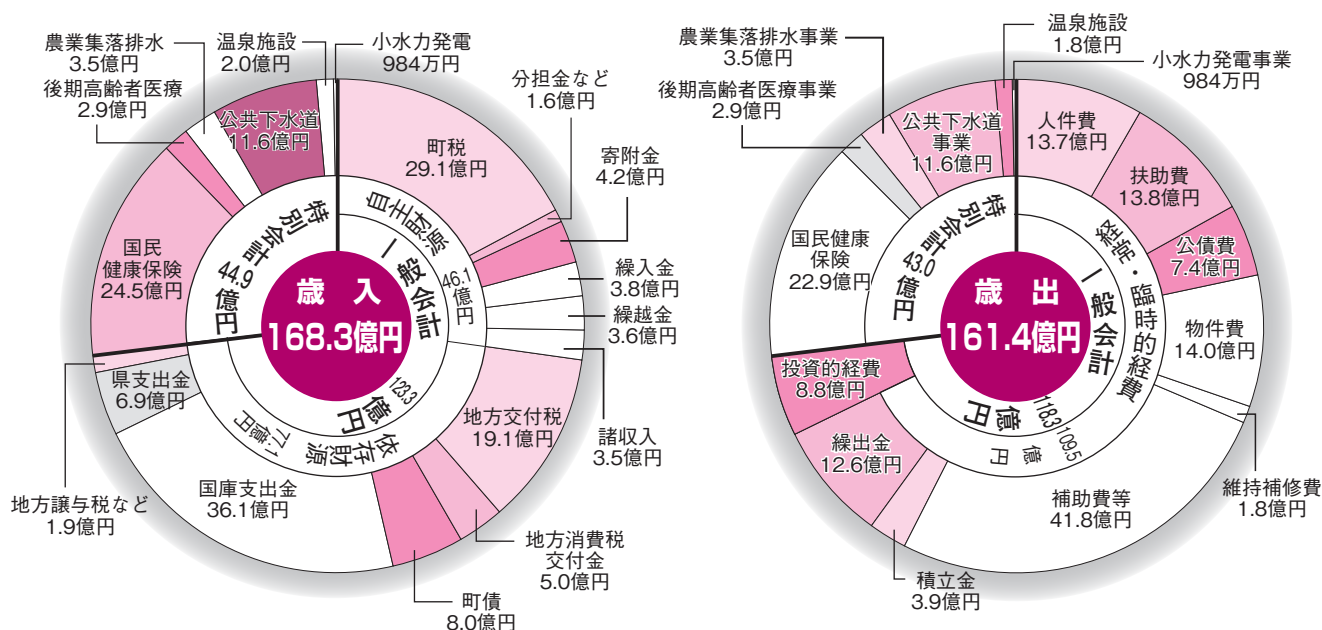 農業集落排水
3.5億円
後期高齢者医療
2.9億円
温泉施設
2.0億円
小水力発電
984万円
分担金など
1.6億円
寄附金
4.2億円
公共下水道
11.6億円
町税
29.1億円
国民
健康保険
24.5億円
特別会計
44.9億円
自主財源
46.1億円
一般会計
123.3億円
歳入
168.3億円
繰入金
3.8億円
繰越金
3.6億円
諸収入
3.5億円
県支出金
6.9億円
地方譲与税など
1.9億円
国庫支出金
36.1億円
依存財源
77.1億円
地方交付税
19.1億円
地方消費税
交付金
5.0億円
町債
8.0億円
農業集落排水事業
3.5億円
後期高齢者医療事業
2.9億円
温泉施設
1.8億円
小水力発電事業
984万円
公共下水道
事業
11.6億円
人件費
13.7億円
扶助費
13.8億円
公債費
7.4億円
国民健康
保険
22.9億円
特別会計
43.0億円
経常・臨時的経費
109.5億円
一般会計
118.3億円
歳出
161.4億円
物件費
14.0億円
維持補修費
1.8億円
投資的経費
8.8億円
繰出金
12.6億円
補助費等
41.8億円
積立金
3.9億円